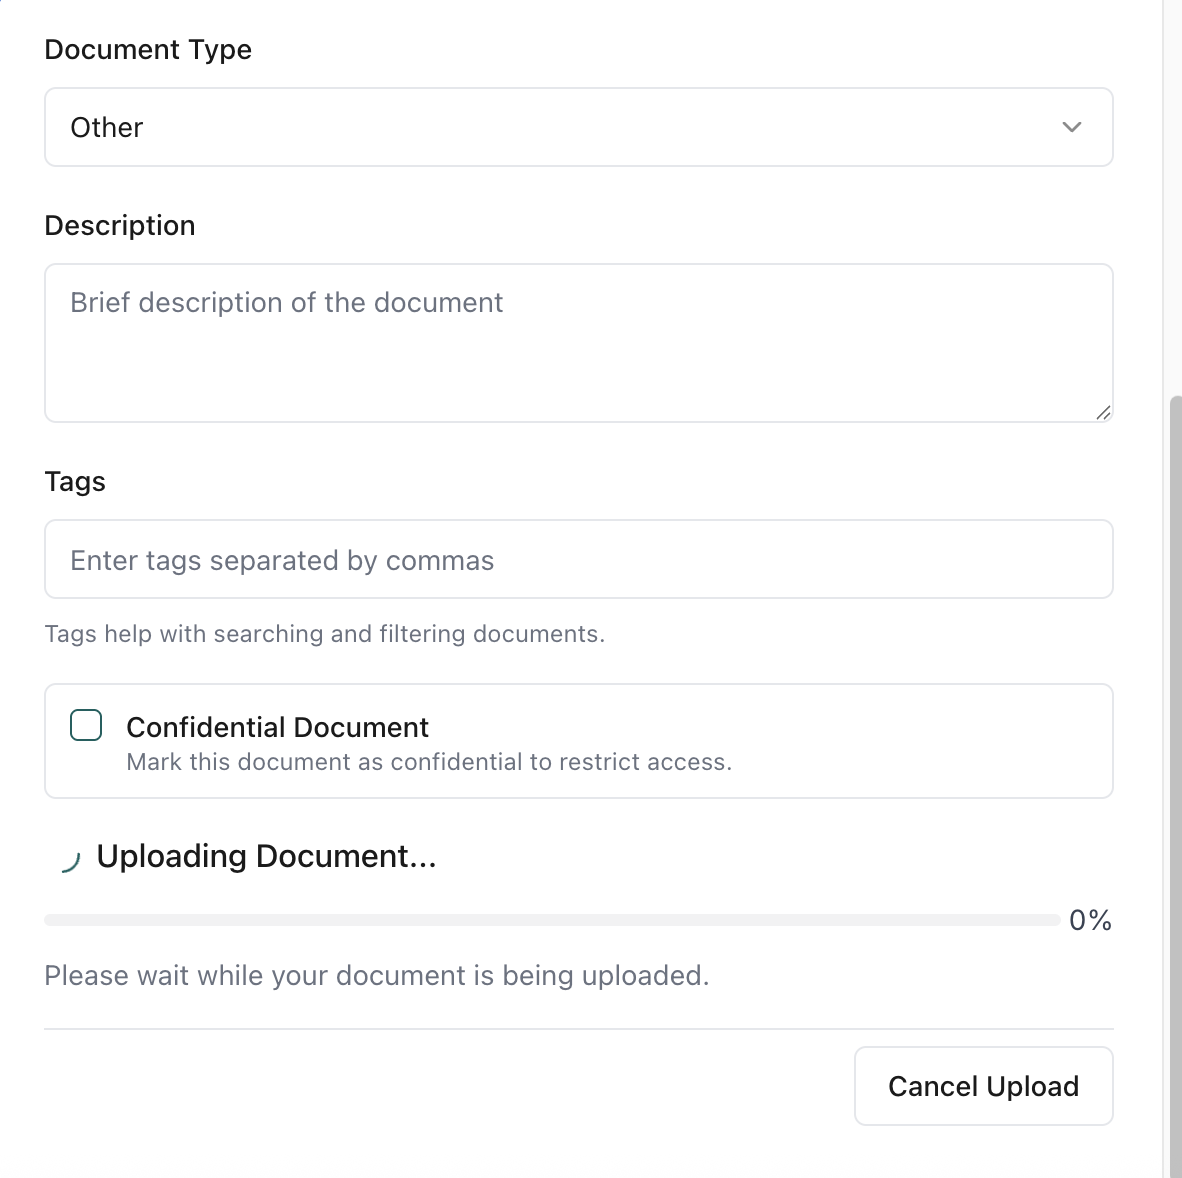 Document Type
Other
Description
Brief description of the document
Tags
Enter tags separated by commas
Tags help with searching and filtering documents.
Confidential Document
Mark this document as confidential to restrict access.
Uploading Document...
0%
Please wait while your document is being uploaded.
Cancel Upload